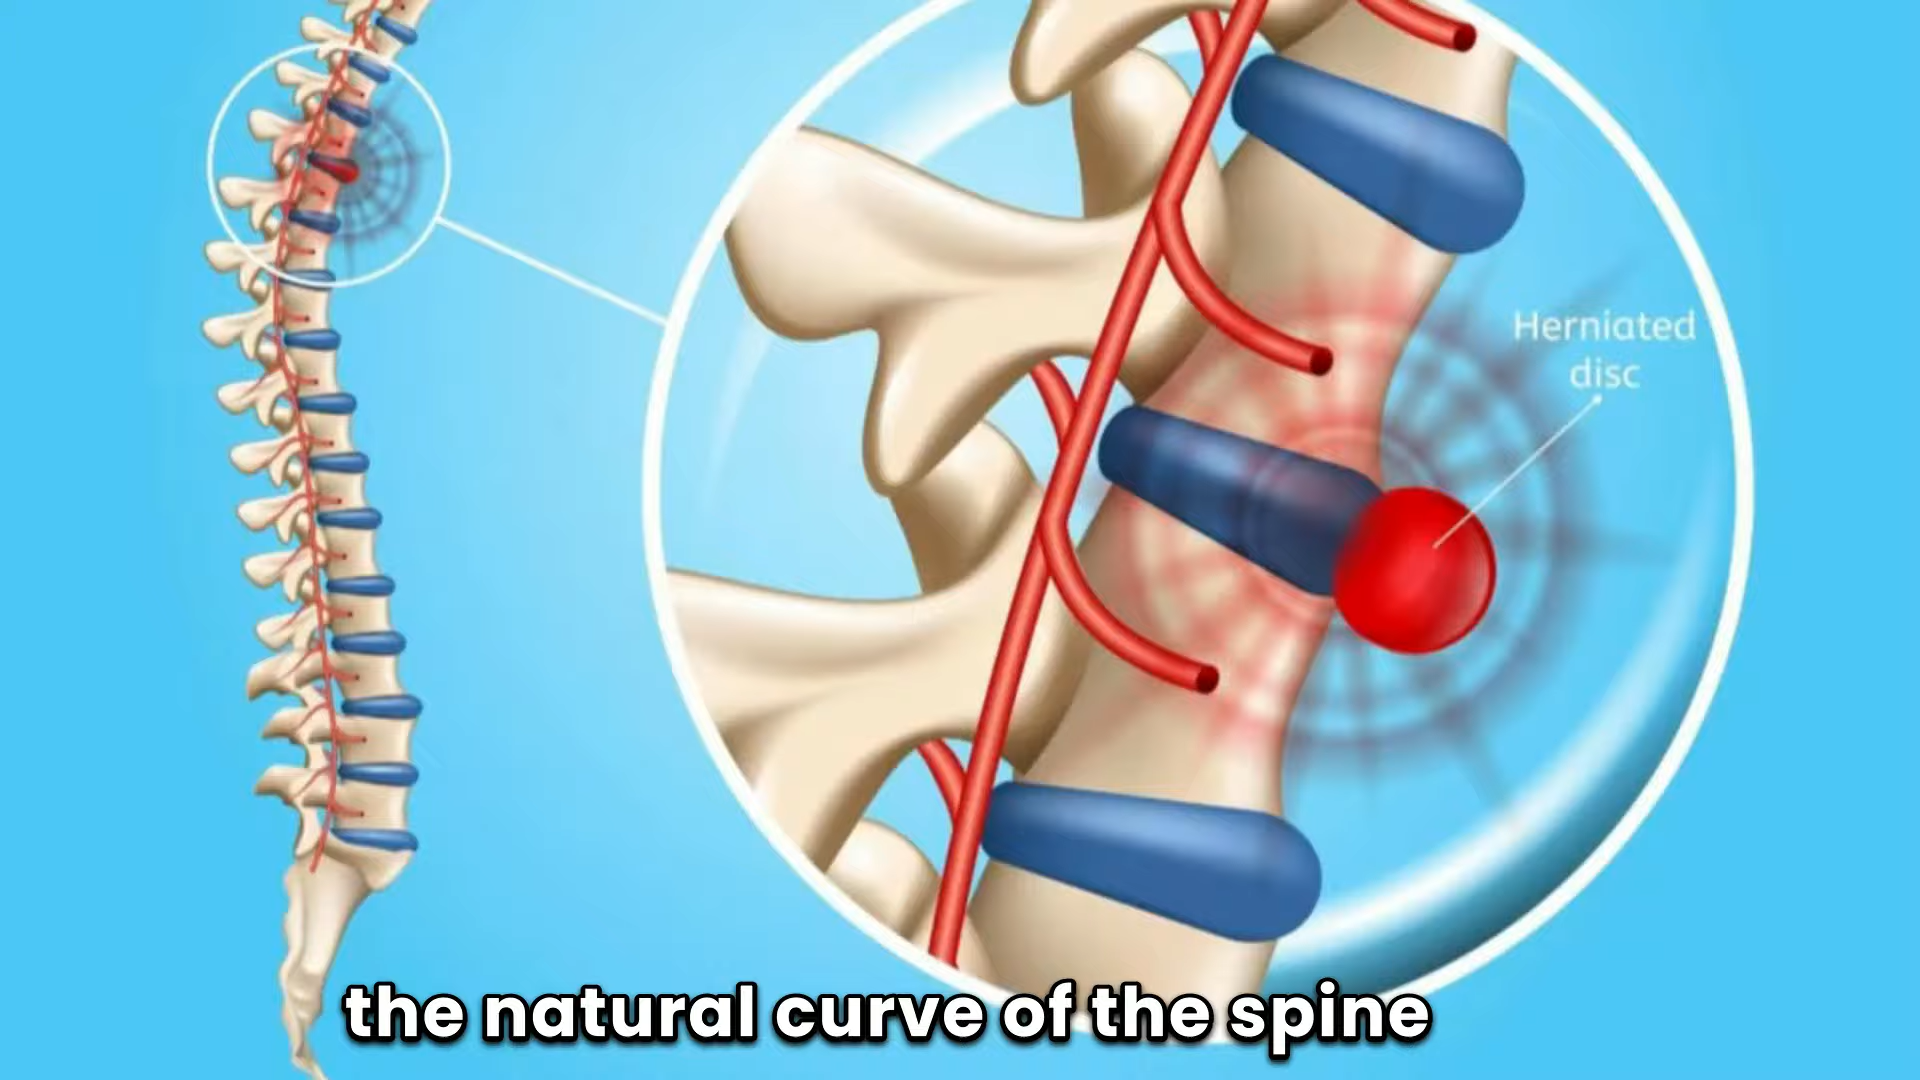 Herniated
disc
the natural curve of the spine